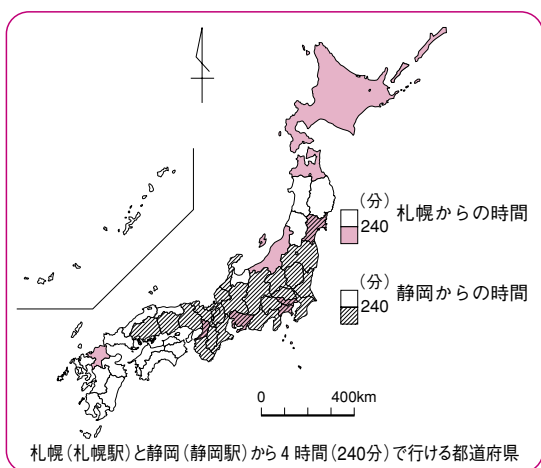 (分)
240
札幌からの時間
(分)
240
静岡からの時間
0 400km
札幌(札幌駅)と静岡(静岡駅)から4時間(240分)で行ける都道府県